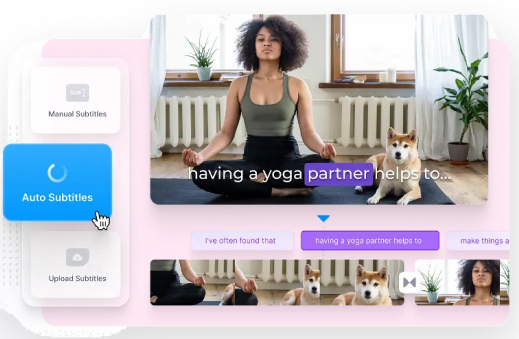 Manual Subtitles
Auto Subtitles
Upload Subtitles
having a yoga partner helps to...
I've often found that
having a yoga partner helps to
make things a